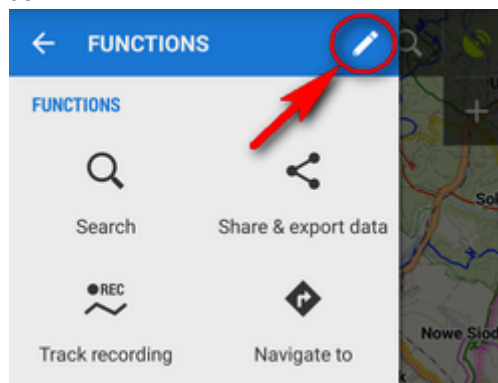 FUNCTIONS
FUNCTIONS
Search
Share & export data
REC
Track recording
Navigate to
Nowe Siod